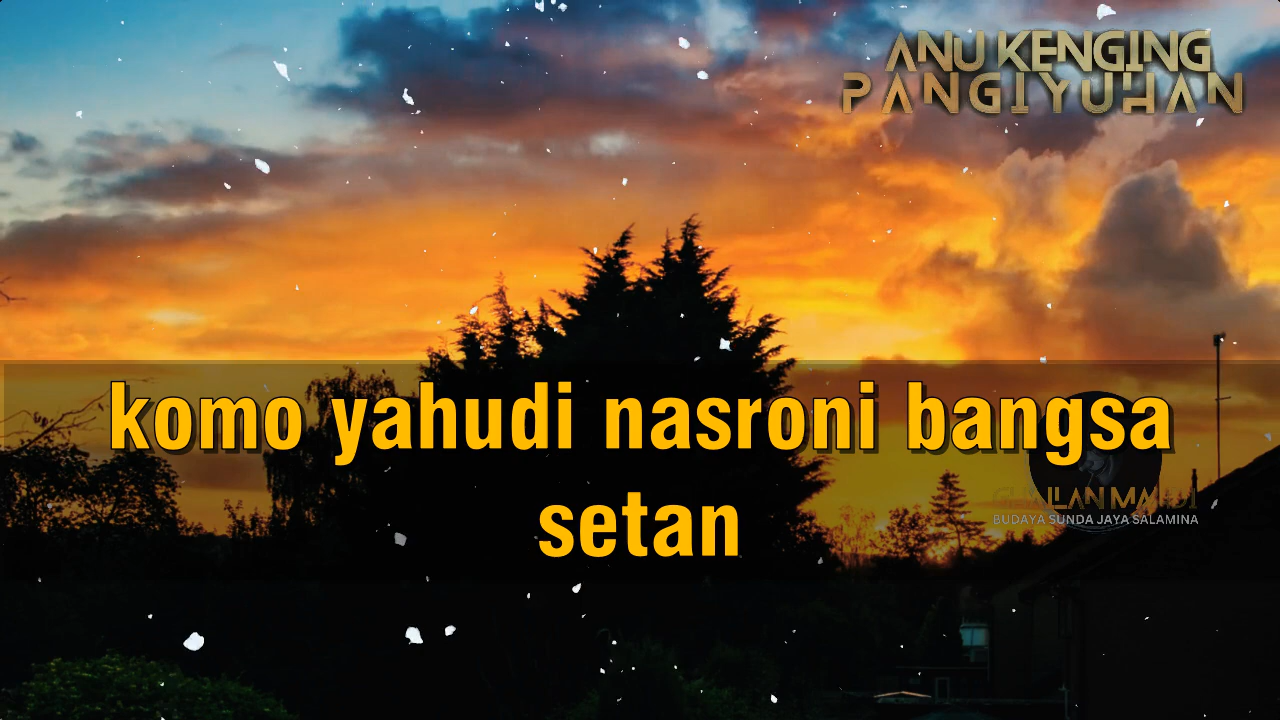 ANU KENGING
PANGIYUHAN
komo yahudi nasroni bangsa
setan
BUDAYA SUNDA JAYA SALAMINA